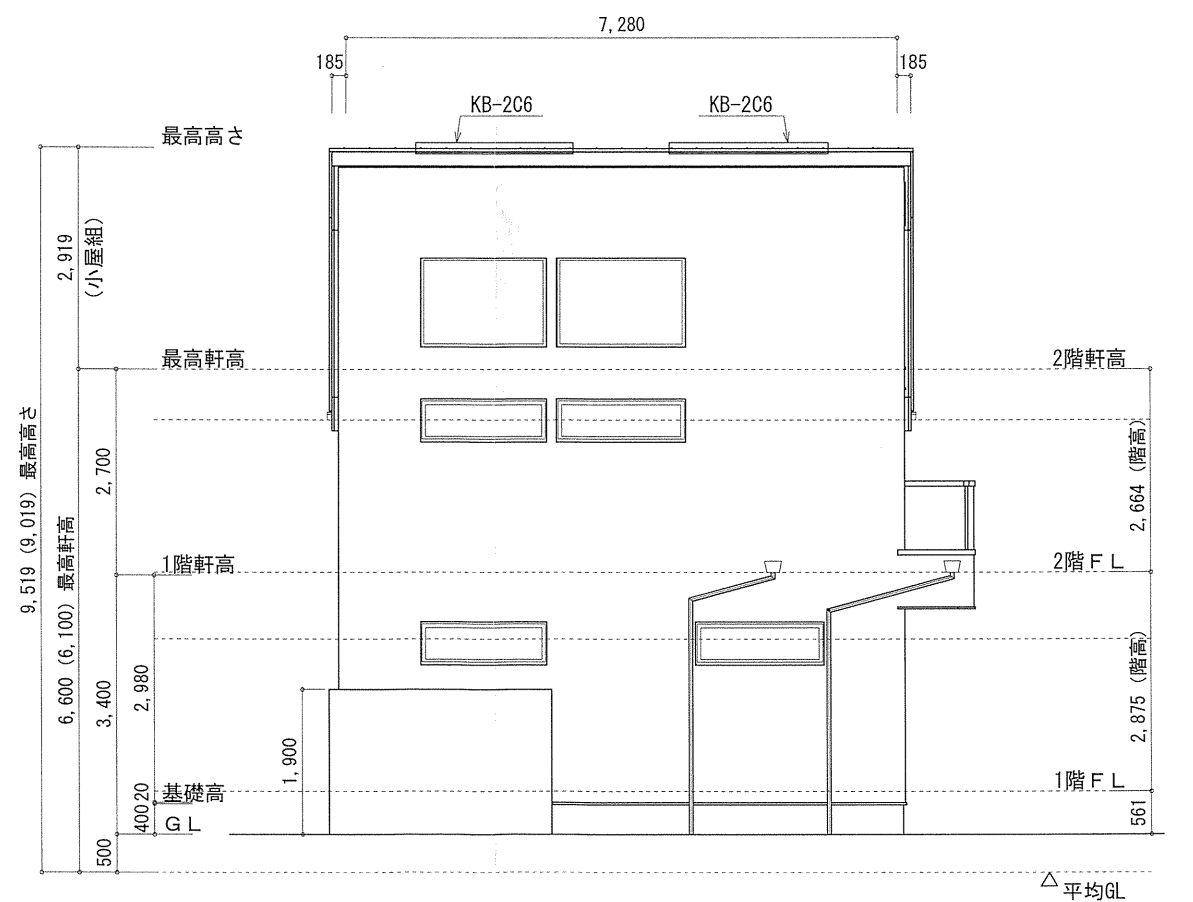 7,280
185
185
KB-2C6
KB-2C6
最高高さ
2,919
(小屋組)
最高軒高
2階軒高
9,519 (9,019) 最高高さ
2,700
2,664 (階高)
1階軒高
2階ＦＬ
6,600 (6,100) 最高軒高
3,400
2,980
2,875 (階高)
1,900
20
基礎高
1階ＦＬ
400
ＧＬ
561
500
平均GL